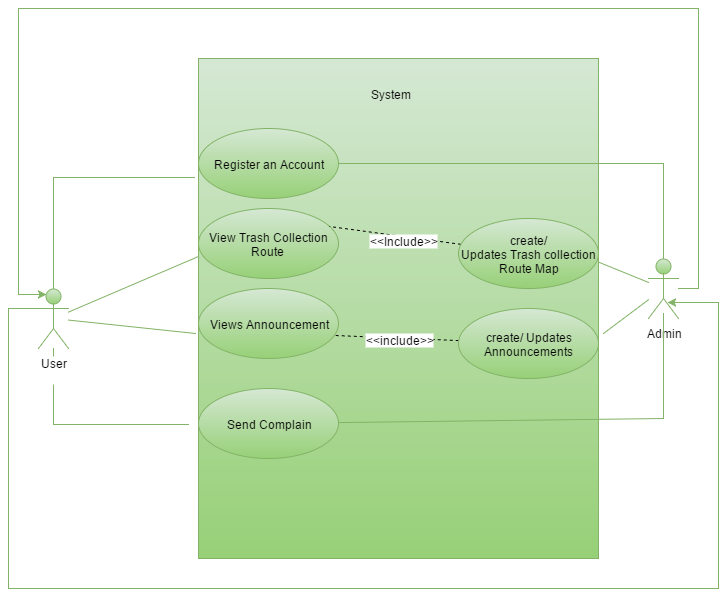 System
Register an Account
View Trash Collection
Route
<<Include>>
create/
Updates Trash collection
Route Map
Views Announcement
<<include>>
create/ Updates
Announcements
Send Complain
User
Admin